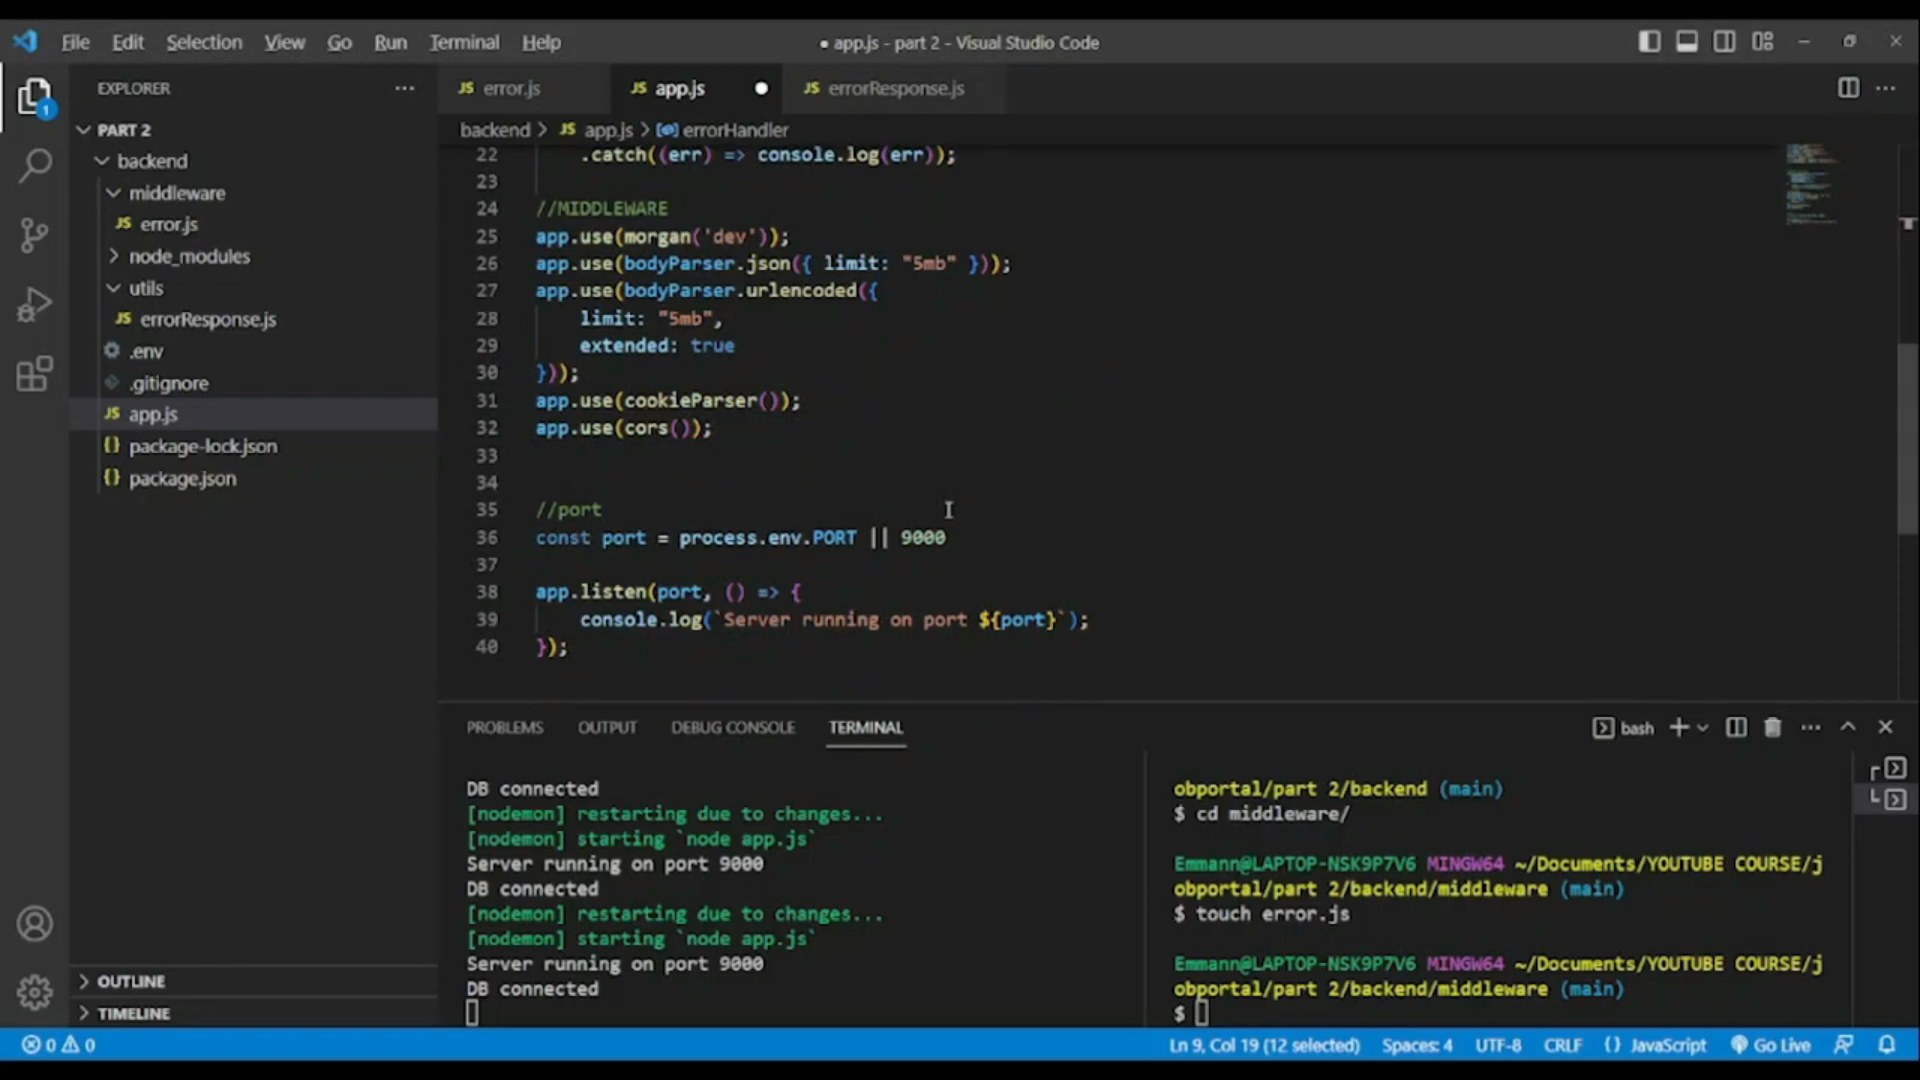 File Edit Selection View Go Run Terminal Help
● app.js - part 2 - Visual Studio Code
EXPLORER ...
1
PART 2
backend
middleware
JS error.js
node_modules
utils
JS errorResponse.js
.env
.gitignore
JS app.js
{} package-lock.json
{} package.json
OUTLINE
TIMELINE
JS error.js JS app.js ● JS errorResponse.js
backend > JS app.js > errorHandler
22 .catch((err) => console.log(err));
23
24 //MIDDLEWARE
25 app.use(morgan('dev'));
26 app.use(bodyParser.json({ limit: "5mb" }));
27 app.use(bodyParser.urlencoded({
28 limit: "5mb",
29 extended: true
30 }));
31 app.use(cookieParser());
32 app.use(cors());
33
34
35 //port
36 const port = process.env.PORT || 9000
37
38 app.listen(port, () => {
39 console.log(`Server running on port ${port}`);
40 });
PROBLEMS OUTPUT DEBUG CONSOLE TERMINAL
bash
DB connected
[nodemon] restarting due to changes...
[nodemon] starting `node app.js`
Server running on port 9000
DB connected
[nodemon] restarting due to changes...
[nodemon] starting `node app.js`
Server running on port 9000
DB connected
obportal/part 2/backend (main)
$ cd middleware/
Emmann@LAPTOP-NSK9P7V6 MINGW64 ~/Documents/YOUTUBE COURSE/j
obportal/part 2/backend/middleware (main)
$ touch error.js
Emmann@LAPTOP-NSK9P7V6 MINGW64 ~/Documents/YOUTUBE COURSE/j
obportal/part 2/backend/middleware (main)
$
0 0
Ln 9, Col 19 (12 selected) Spaces: 4 UTF-8 CRLF {} JavaScript Go Live